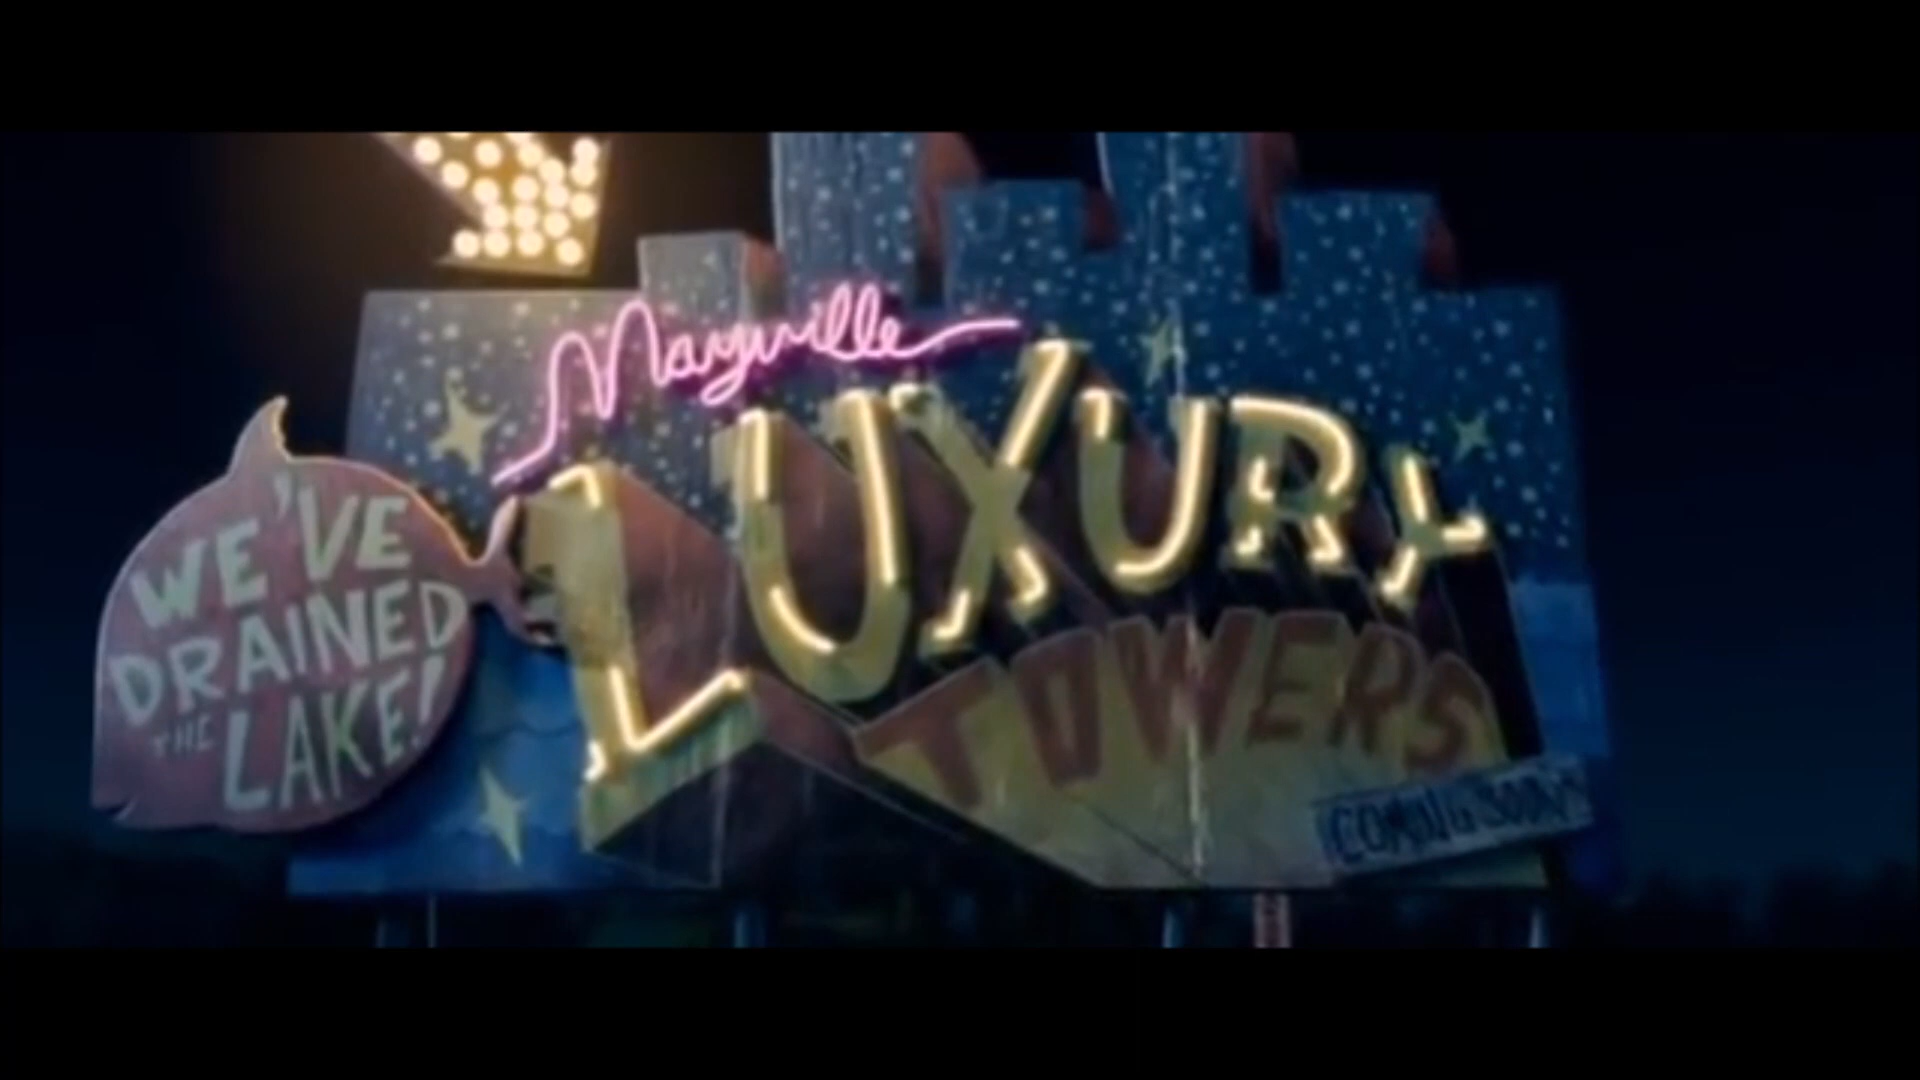 Maryville
LUXURY
TOWERS
COMING SOON
WE'VE
DRAINED
THE LAKE!